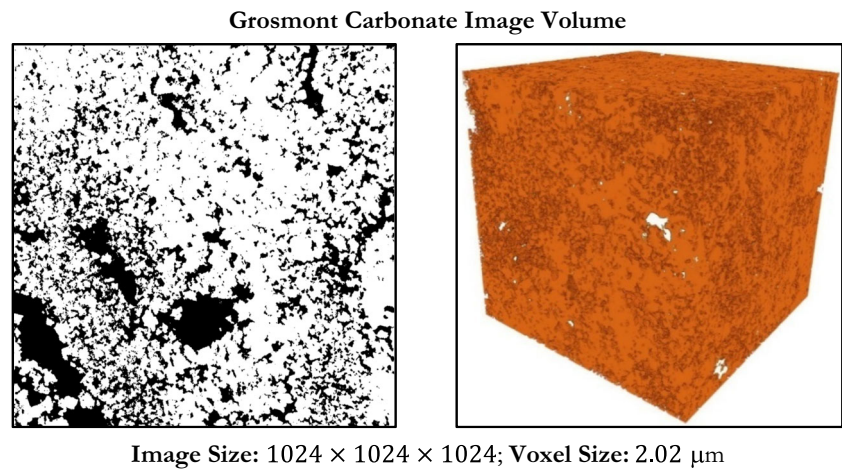 Grosmont Carbonate Image Volume
Image Size: 1024 × 1024 × 1024; Voxel Size: 2.02 μm